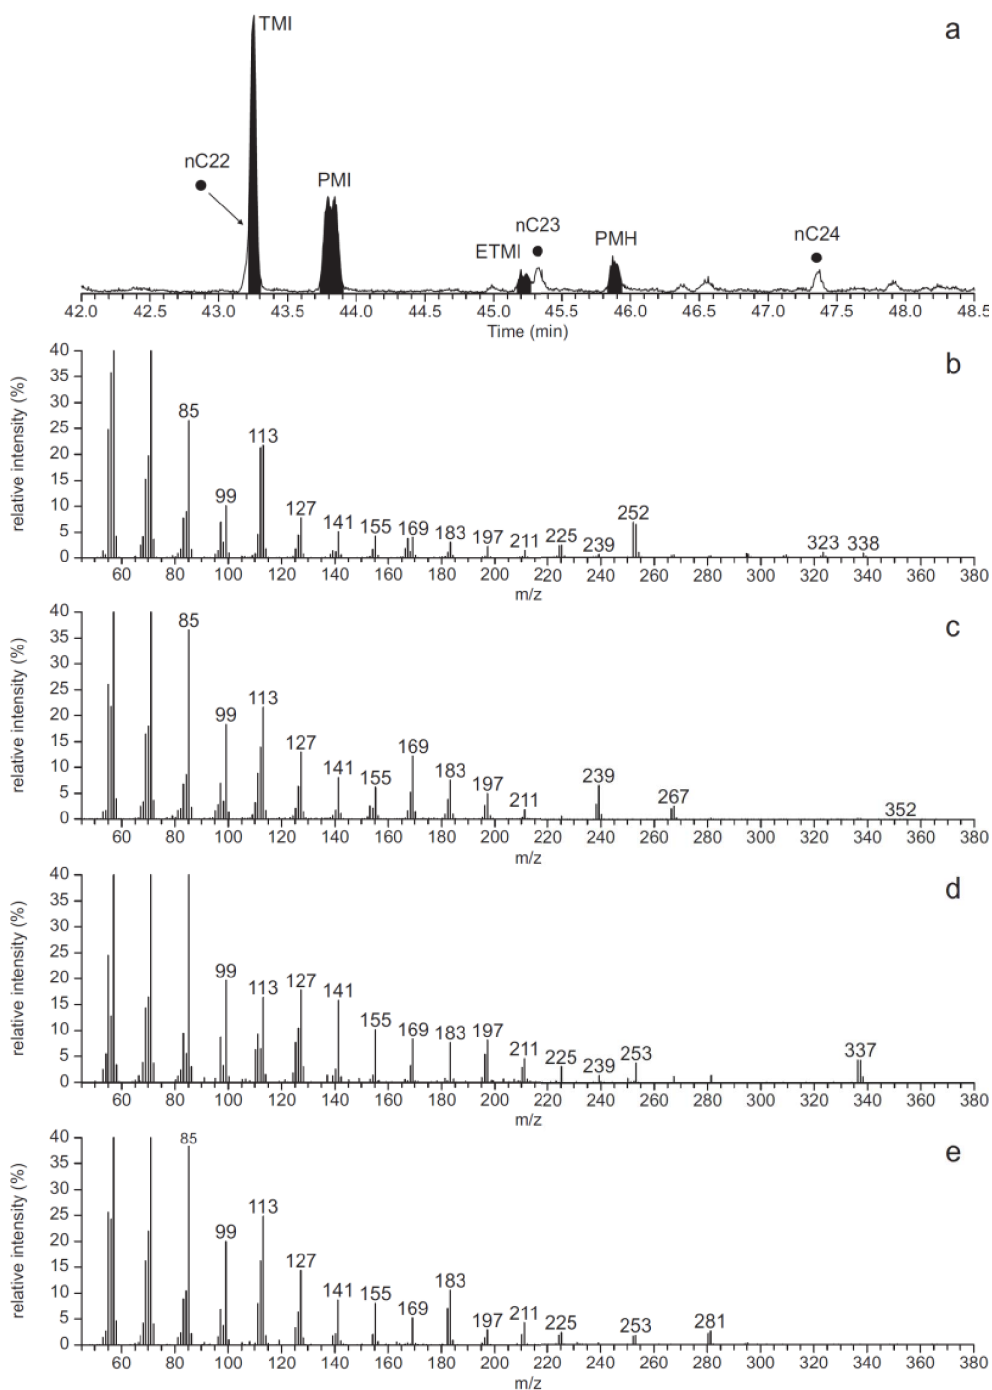 a
TMI
nC22
PMI
ETMI
nC23
PMH
nC24
42.0 42.5 43.0 43.5 44.0 44.5 45.0 45.5 46.0 46.5 47.0 47.5 48.0 48.5
Time (min)
b
relative intensity (%)
40
35
30
25
20
15
10
5
0
85 99 113 127 141 155 169 183 197 211 225 239 252 323 338
60 80 100 120 140 160 180 200 220 240 260 280 300 320 340 360 380
m/z
c
relative intensity (%)
40
35
30
25
20
15
10
5
0
85 99 113 127 141 155 169 183 197 211 239 267 352
60 80 100 120 140 160 180 200 220 240 260 280 300 320 340 360 380
m/z
d
relative intensity (%)
40
35
30
25
20
15
10
5
0
99 113 127 141 155 169 183 197 211 225 239 253 337
60 80 100 120 140 160 180 200 220 240 260 280 300 320 340 360 380
m/z
e
relative intensity (%)
40
35
30
25
20
15
10
5
0
85 99 113 127 141 155 169 183 197 211 225 253 281
60 80 100 120 140 160 180 200 220 240 260 280 300 320 340 360 380
m/z